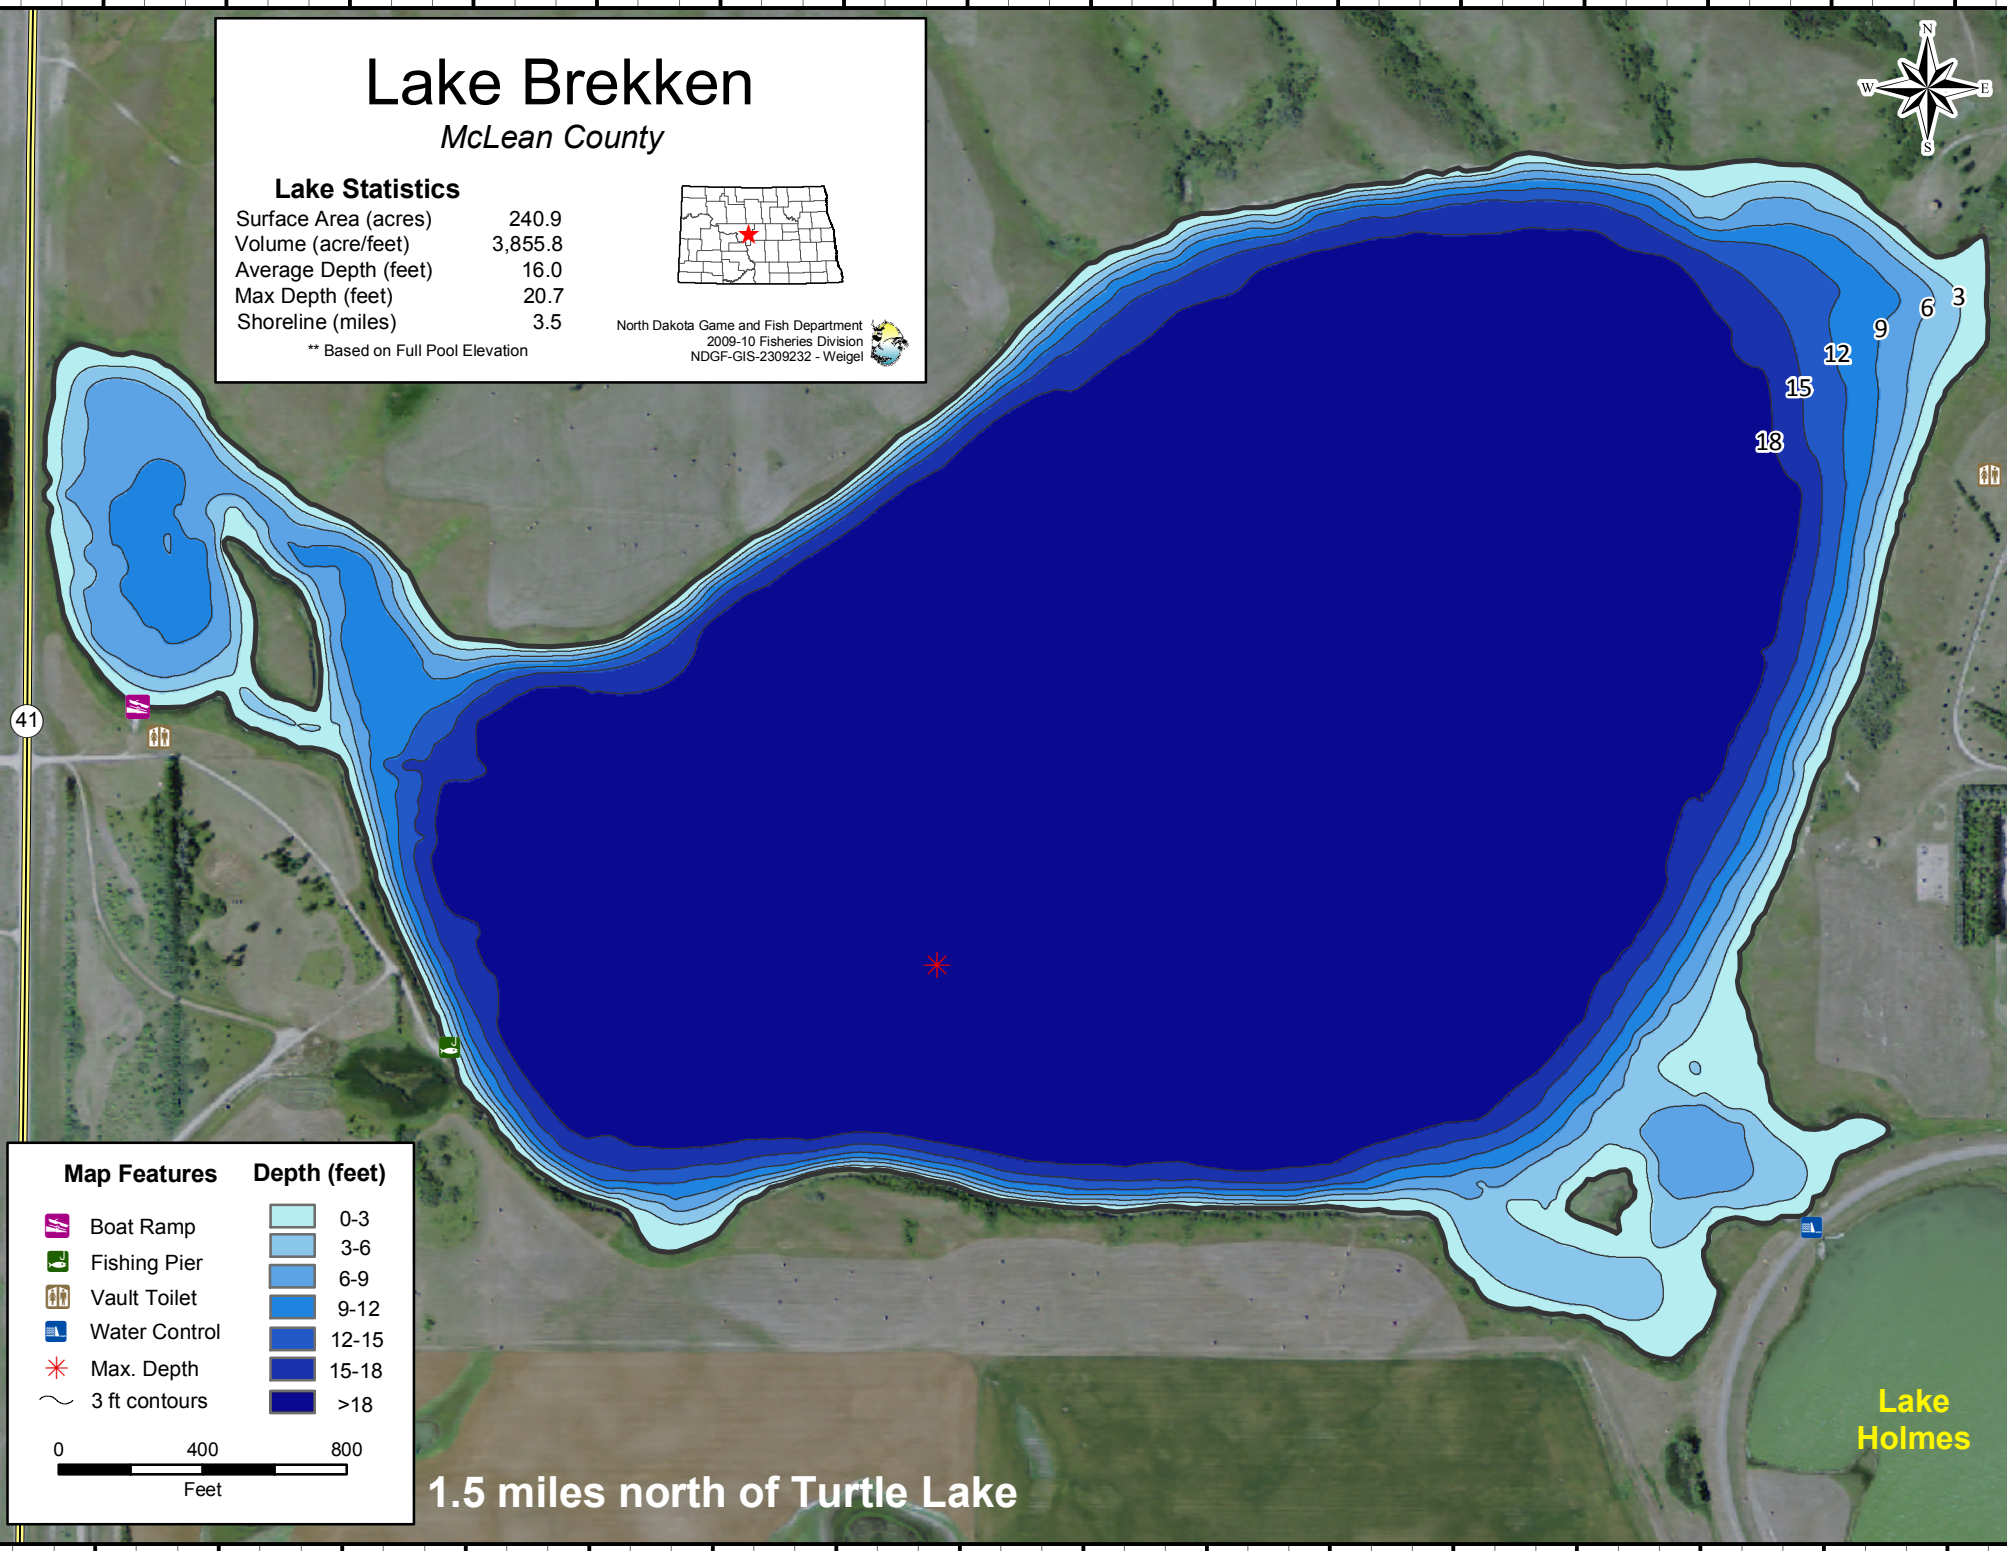 Lake Brekken
McLean County
Lake Statistics
Surface Area (acres) 240.9
Volume (acre/feet) 3,855.8
Average Depth (feet) 16.0
Max Depth (feet) 20.7
Shoreline (miles) 3.5
** Based on Full Pool Elevation
North Dakota Game and Fish Department
2009-10 Fisheries Division
NDGF-GIS-2309232 - Weigel
N
W E
S
3
6
9
12
15
18
41
Map Features Depth (feet)
Boat Ramp 0-3
Fishing Pier 3-6
Vault Toilet 6-9
Water Control 9-12
Max. Depth 12-15
3 ft contours 15-18
>18
0 400 800
Feet
1.5 miles north of Turtle Lake
Lake
Holmes